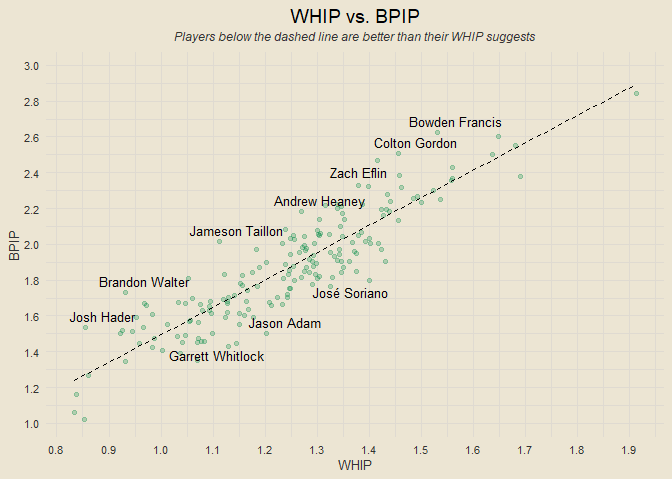 WHIP vs. BPIP
Players below the dashed line are better than their WHIP suggests
3.0
2.8
2.6
2.4
2.2
2.0
1.8
1.6
1.4
1.2
1.0
BPIP
Bowden Francis
Colton Gordon
Zach Eflin
Andrew Heaney
Jameson Taillon
Brandon Walter
José Soriano
Josh Hader
Jason Adam
Garrett Whitlock
0.8 0.9 1.0 1.1 1.2 1.3 1.4 1.5 1.6 1.7 1.8 1.9
WHIP